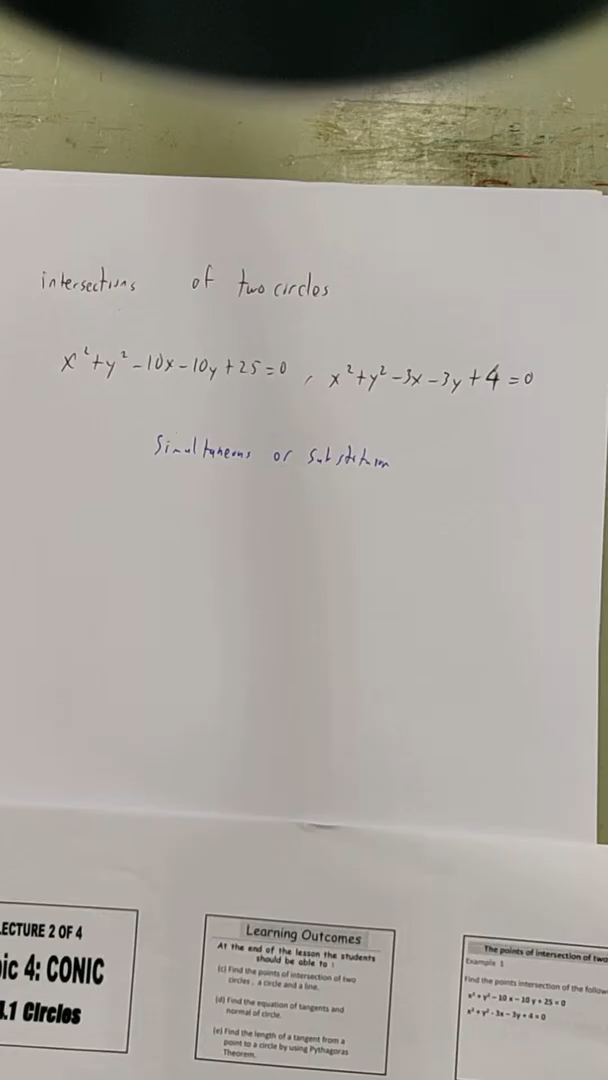 intersections of two circles
x²+y²-10x-10y+25=0 , x²+y²-3x-3y+4=0
Simultaneous or Substitution
LECTURE 2 OF 4
ic 4: CONIC
.1 Circles
Learning Outcomes
At the end of the lesson the students
should be able to :
(c) Find the points of intersection of two
circles , a circle and a line.
(d) Find the equation of tangents and
normal of circle.
(e) Find the length of a tangent from a
point to a circle by using Pythagoras
Theorem.
The points of intersection of two
Example 1
Find the points intersection of the follow
x² + y² – 10 x – 10 y + 25 = 0
x² + y² - 3x – 3y + 4 = 0